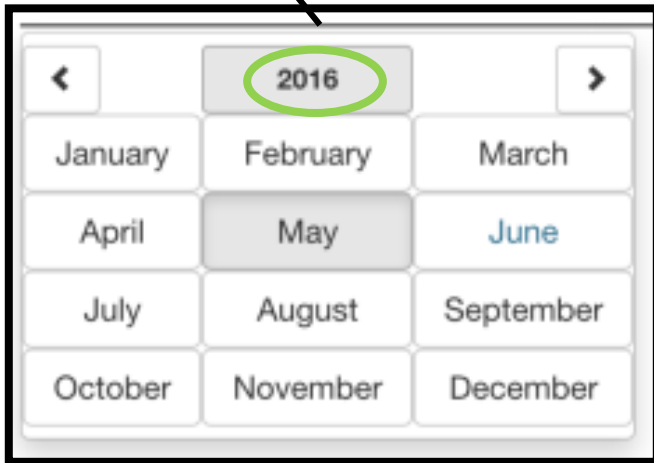 2016
January February March
April May June
July August September
October November December